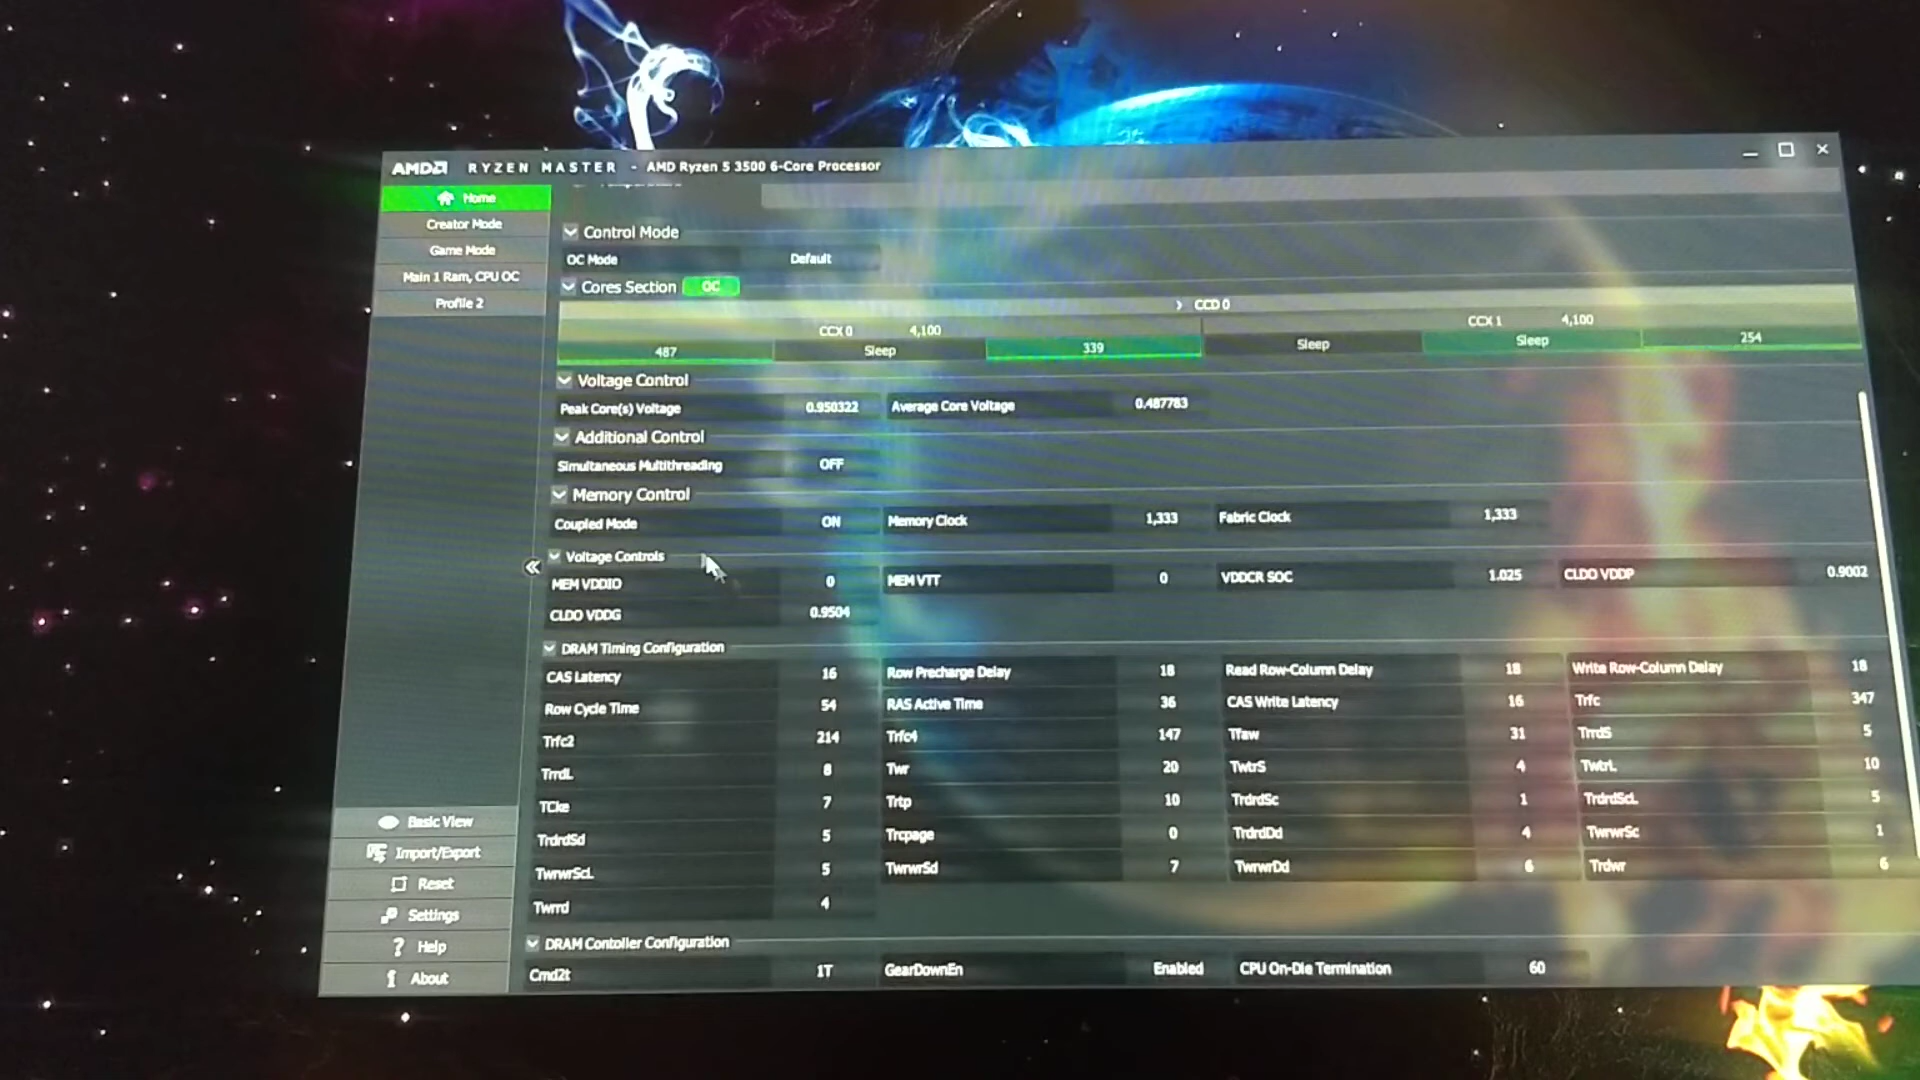 AMD RYZEN MASTER - AMD Ryzen 5 3500 6-Core Processor
Home
Creator Mode
Game Mode
Main 1 Ram, CPU OC
Profile 2
Control Mode
OC Mode Default
Cores Section OC
CCD 0
CCX 0 4,100 CCX 1 4,100
487 Sleep 339 Sleep Sleep 254
Voltage Control
Peak Core(s) Voltage 0.950322 Average Core Voltage 0.487783
Additional Control
Simultaneous Multithreading OFF
Memory Control
Coupled Mode ON Memory Clock 1,333 Fabric Clock 1,333
Voltage Controls
MEM VDDIO 0 MEM VTT 0 VDDCR SOC 1.025 CLDO VDDP 0.9002
CLDO VDDG 0.9504
DRAM Timing Configuration
CAS Latency 16 Row Precharge Delay 18 Read Row-Column Delay 18 Write Row-Column Delay 18
Row Cycle Time 54 RAS Active Time 36 CAS Write Latency 16 Trfc 347
Trfc2 214 Trfc4 147 Tfaw 31 TrrdS 5
TrrdL 8 Twr 20 TwtrS 4 TwtrL 10
TCke 7 Trtp 10 TrdrdSc 1 TrdrdScL 5
TrdrdSd 5 Trcpage 0 TrdrdDd 4 TwrwrSc 1
TwrwrScL 5 TwrwrSd 7 TwrwrDd 6 Trdwr 6
Twrrd 4
DRAM Contoller Configuration
Cmd2t 1T GearDownEn Enabled CPU On-Die Termination 60
Basic View
Import/Export
Reset
Settings
? Help
About